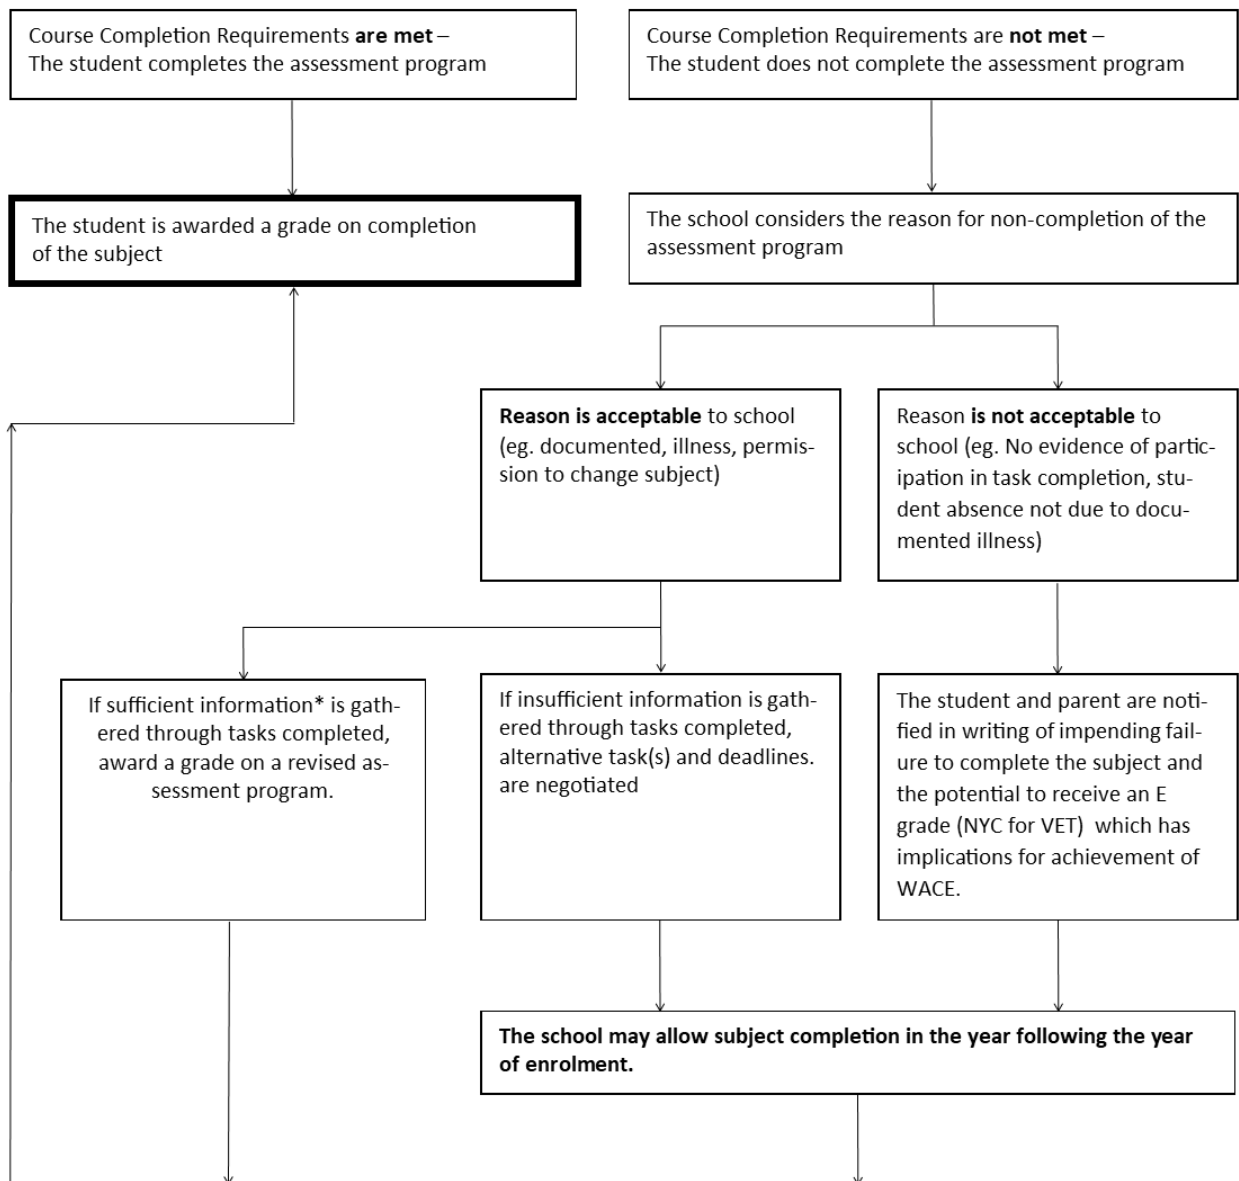 Course Completion Requirements are met –
The student completes the assessment program
Course Completion Requirements are not met –
The student does not complete the assessment program
The student is awarded a grade on completion
of the subject
The school considers the reason for non-completion of the
assessment program
Reason is acceptable to school
(eg. documented, illness, permis-
sion to change subject)
Reason is not acceptable to
school (eg. No evidence of partic-
ipation in task completion, stu-
dent absence not due to docu-
mented illness)
If sufficient information* is gath-
ered through tasks completed,
award a grade on a revised as-
sessment program.
If insufficient information is gath-
ered through tasks completed,
alternative task(s) and deadlines.
are negotiated
The student and parent are noti-
fied in writing of impending fail-
ure to complete the subject and
the potential to receive an E
grade (NYC for VET)  which has
implications for achievement of
WACE.
The school may allow subject completion in the year following the year
of enrolment.